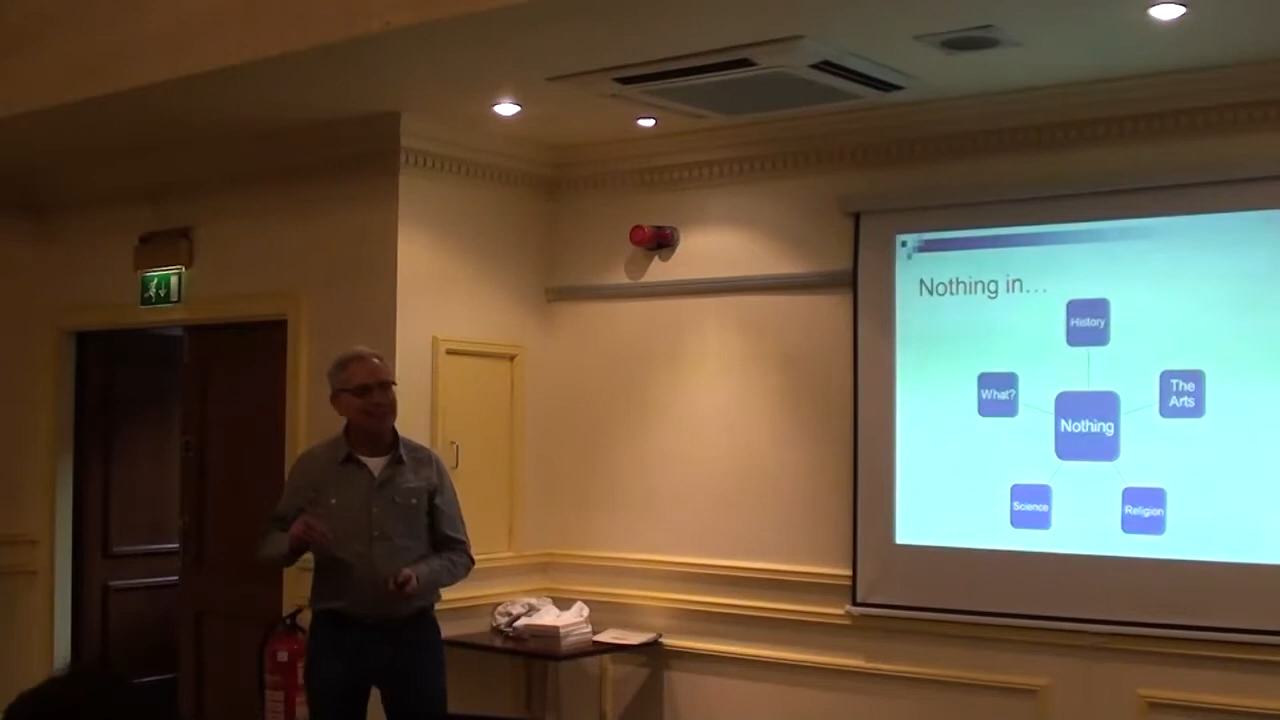 Nothing in...
History
What?
The
Arts
Nothing
Science
Religion